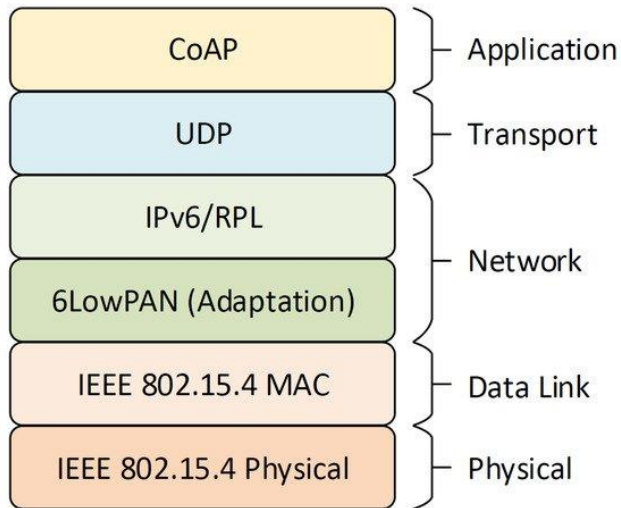 CoAP
Application
UDP
Transport
IPv6/RPL
Network
6LowPAN (Adaptation)
IEEE 802.15.4 MAC
Data Link
IEEE 802.15.4 Physical
Physical